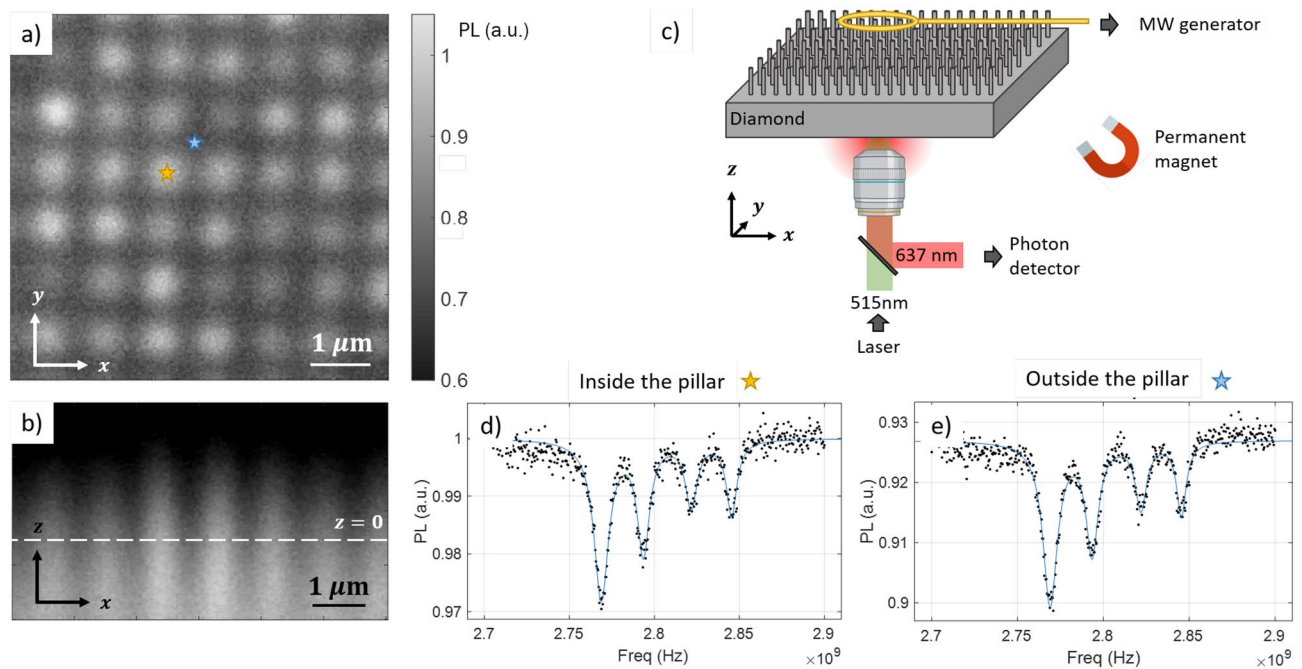 a)
PL (a.u.)
1
0.9
0.8
0.7
0.6
y
x
1 μm
b)
z
z = 0
x
1 μm
c)
MW generator
Diamond
Permanent
magnet
z
y
x
637 nm
Photon
detector
515nm
Laser
Inside the pillar
d)
1
0.99
0.98
0.97
PL (a.u.)
2.7
2.75
2.8
2.85
2.9
Freq (Hz)
×10⁹
Outside the pillar
e)
0.93
0.92
0.91
0.9
PL (a.u.)
2.7
2.75
2.8
2.85
2.9
Freq (Hz)
×10⁹